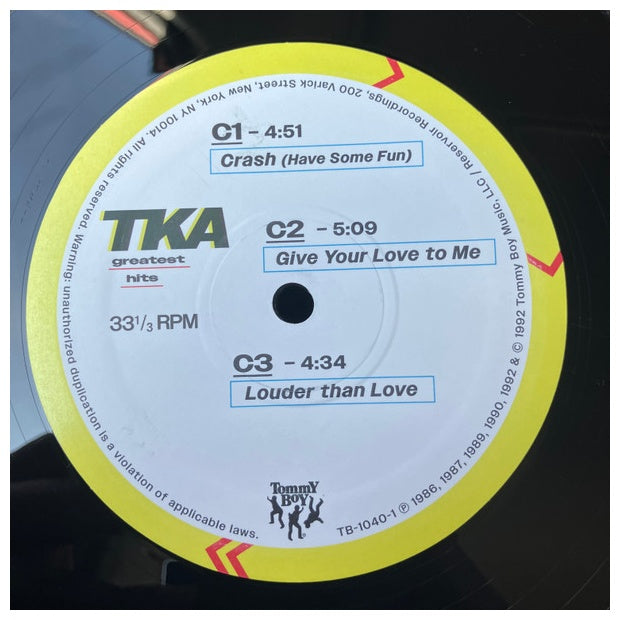 C1 – 4:51
Crash (Have Some Fun)
TKA
greatest
hits
C2 – 5:09
Give Your Love to Me
33 1/3 RPM
C3 – 4:34
Louder than Love
Tommy
Boy
TB-1040-1 ℗ 1986, 1987, 1989, 1990, 1992 & © 1992 Tommy Boy Music, LLC / Reservoir Recordings, 200 Varick Street, New York, NY 10014. All rights reserved. Warning: unauthorized duplication is a violation of applicable laws.